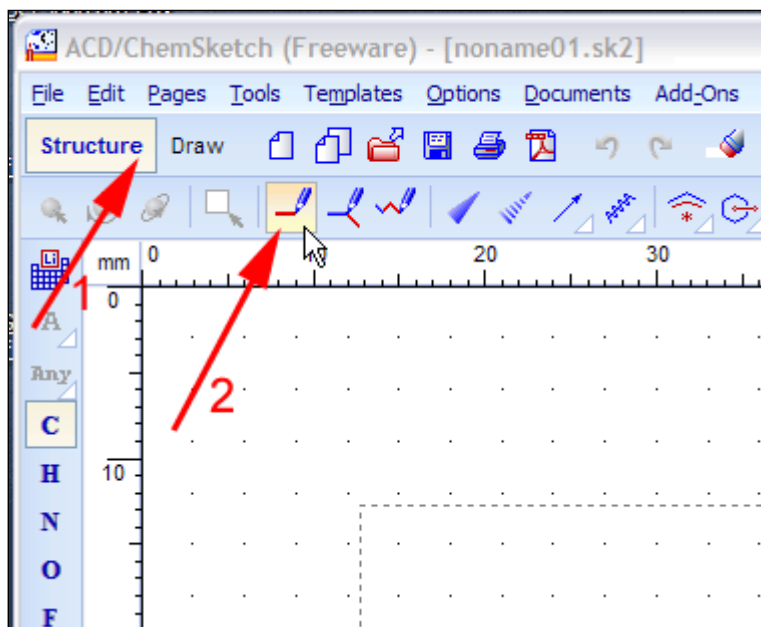 ACD/ChemSketch (Freeware) - [noname01.sk2]
File Edit Pages Tools Templates Options Documents Add-Ons
Structure Draw
Li
mm 0 20 30
1
0
A
2
Any
C
H 10
N
O
F